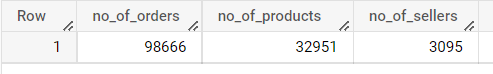 Row no_of_orders no_of_products no_of_sellers
1 98666 32951 3095